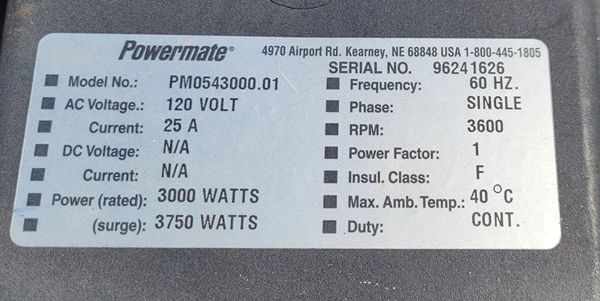 Powermate® 4970 Airport Rd. Kearney, NE 68848 USA 1-800-445-1805
SERIAL NO. 96241626
Model No.: PM0543000.01
AC Voltage.: 120 VOLT
Current: 25 A
DC Voltage: N/A
Current: N/A
Power (rated): 3000 WATTS
(surge): 3750 WATTS
Frequency: 60 HZ.
Phase: SINGLE
RPM: 3600
Power Factor: 1
Insul. Class: F
Max. Amb. Temp.: 40 °C
Duty: CONT.